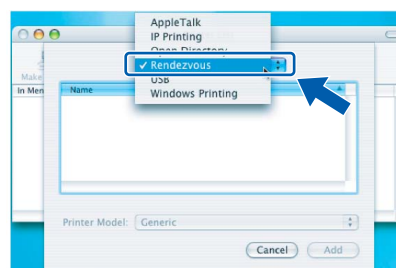 AppleTalk
IP Printing
Open Directory
✓ Rendezvous
USB
Windows Printing
Make
In Men
Name
Printer Model: Generic
Cancel Add